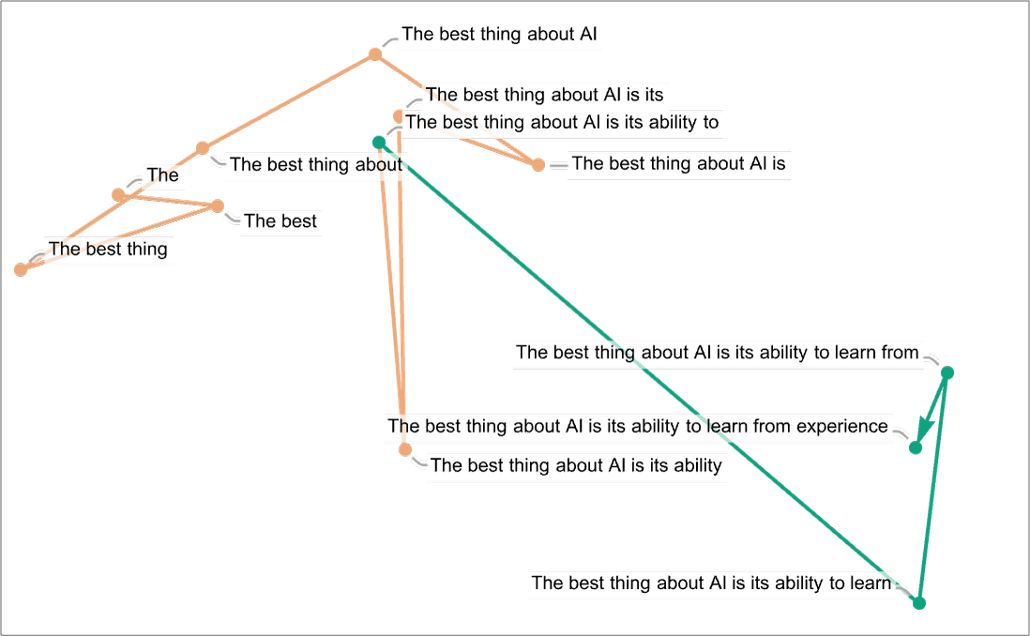 The best thing about AI
The best thing about AI is its
The best thing about AI is its ability to
The best thing about
The best thing about AI is
The
The best
The best thing
The best thing about AI is its ability to learn from
The best thing about AI is its ability to learn from experience
The best thing about AI is its ability
The best thing about AI is its ability to learn